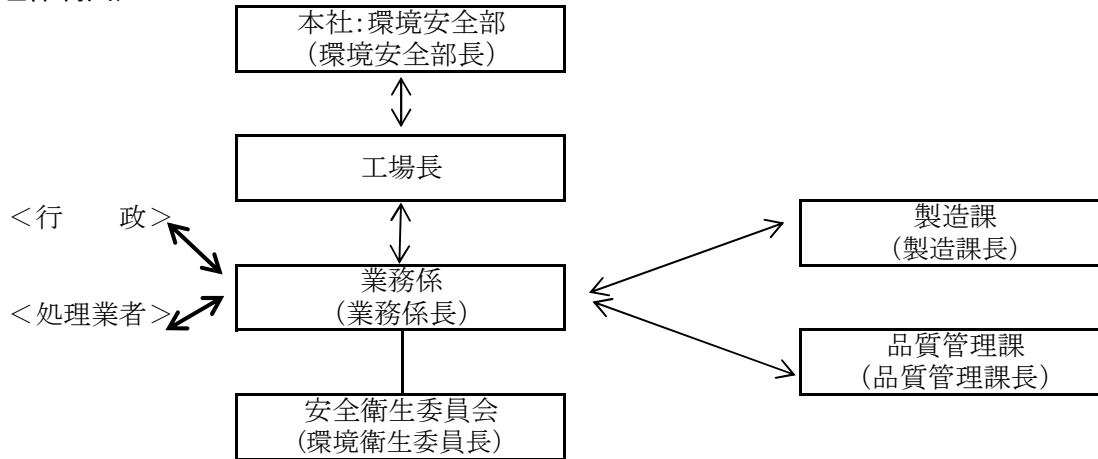 本社:環境安全部
(環境安全部長)
工場長
<行　　政>
製造課
(製造課長)
業務係
(業務係長)
<処理業者>
品質管理課
(品質管理課長)
安全衛生委員会
(環境衛生委員長)